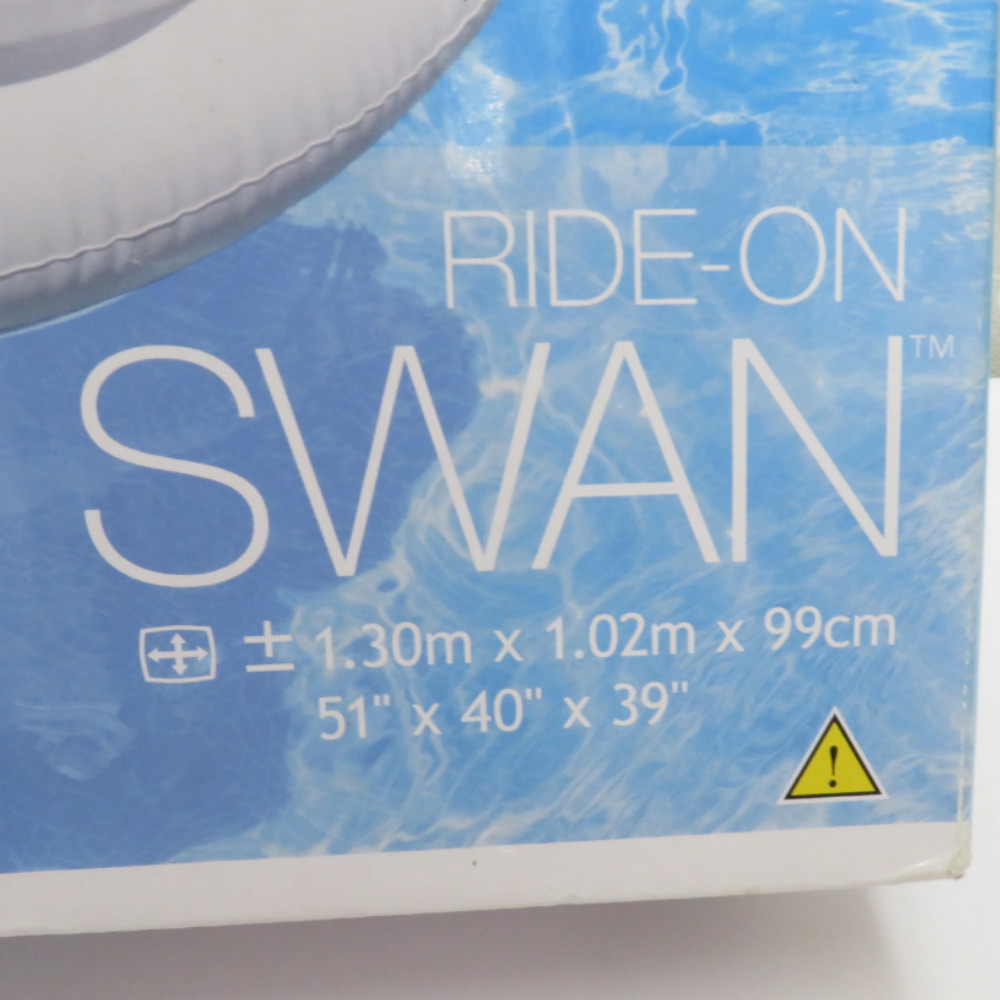 RIDE-ON
SWAN™
± 1.30m x 1.02m x 99cm
51" x 40" x 39"
!